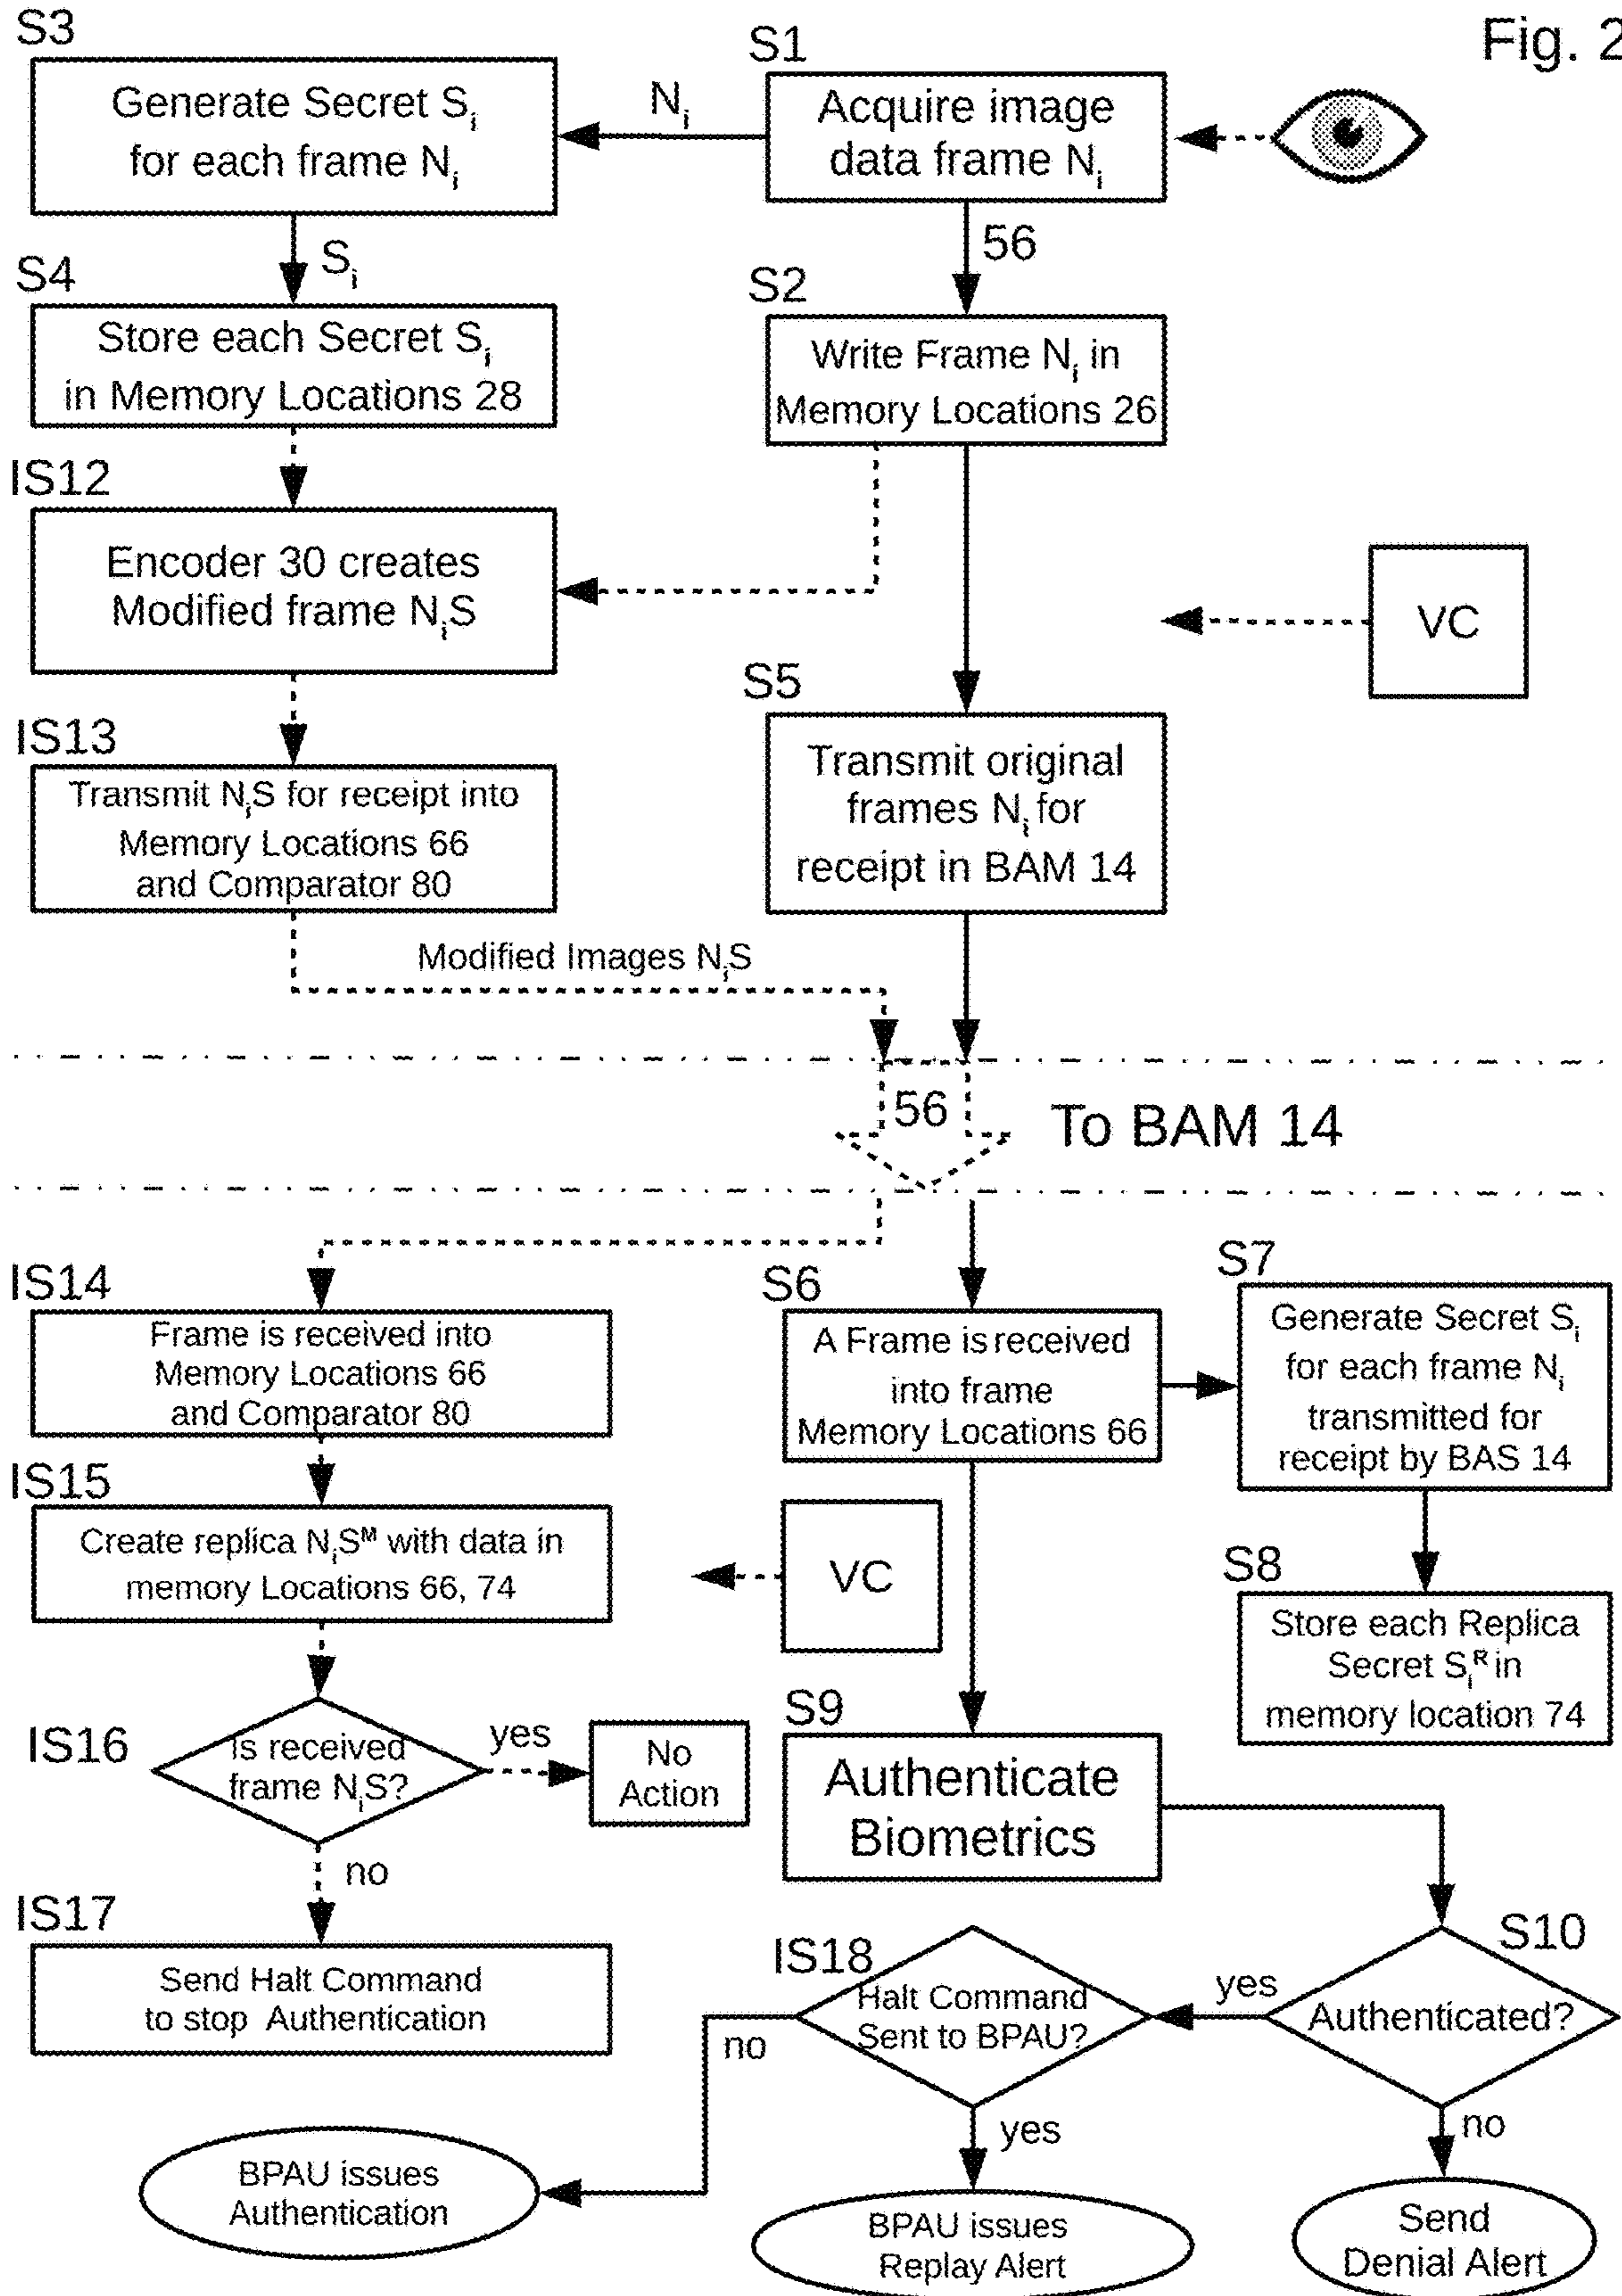 Fig. 2
S3
Generate Secret Si
for each frame Ni
Ni
S1
Acquire image
data frame Ni
Si
56
S4
Store each Secret Si
in Memory Locations 28
S2
Write Frame Ni in
Memory Locations 26
IS12
Encoder 30 creates
Modified frame NiS
VC
IS13
Transmit NiS for receipt into
Memory Locations 66
and Comparator 80
S5
Transmit original
frames Ni for
receipt in BAM 14
Modified Images NiS
56
To BAM 14
IS14
Frame is received into
Memory Locations 66
and Comparator 80
S6
A Frame is received
into frame
Memory Locations 66
S7
Generate Secret Si
for each frame Ni
transmitted for
receipt by BAS 14
IS15
Create replica NiSM with data in
memory Locations 66, 74
VC
S8
Store each Replica
Secret SiR in
memory location 74
IS16
Is received
frame NiS?
yes
No
Action
no
S9
Authenticate
Biometrics
IS17
Send Halt Command
to stop Authentication
IS18
Halt Command
Sent to BPAU?
yes
S10
Authenticated?
no
yes
no
BPAU issues
Authentication
BPAU issues
Replay Alert
Send
Denial Alert